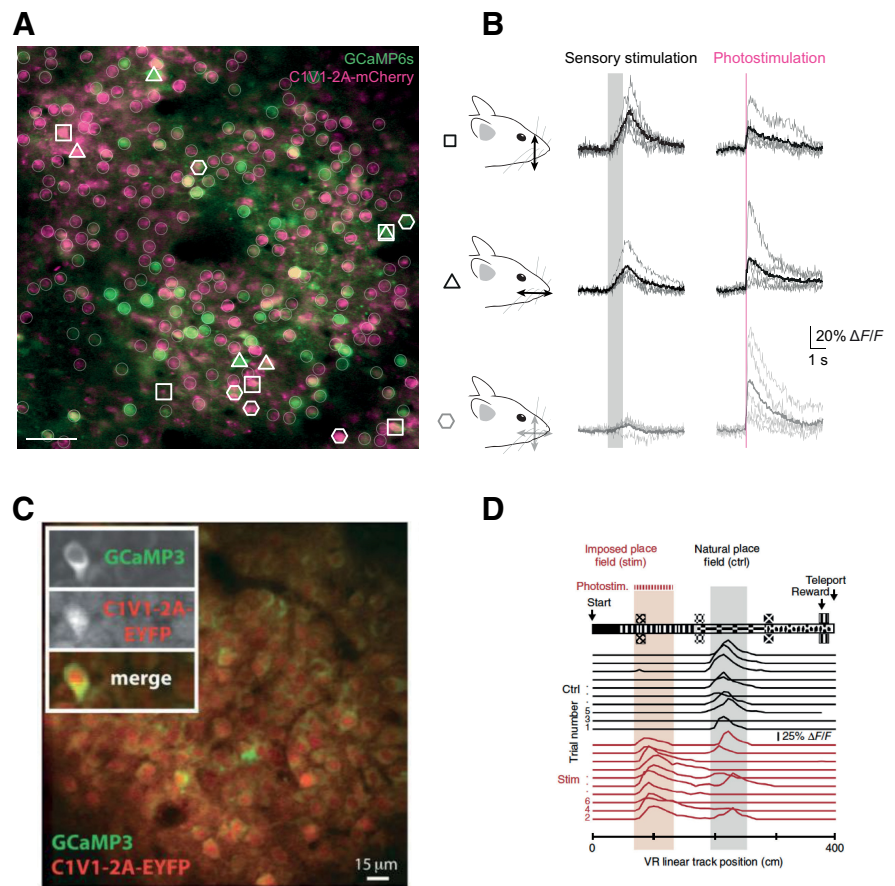 A
GCaMP6s
C1V1-2A-mCherry
B
Sensory stimulation
Photostimulation
20% ΔF/F
1 s
C
GCaMP3
C1V1-2A-
EYFP
merge
GCaMP3
C1V1-2A-EYFP
15 µm
D
Imposed place
field (stim)
Natural place
field (ctrl)
Photostim.
Teleport
Reward
Start
Ctrl
Trial number
5
3
1
25% ΔF/F
Stim
6
4
2
0
400
VR linear track position (cm)